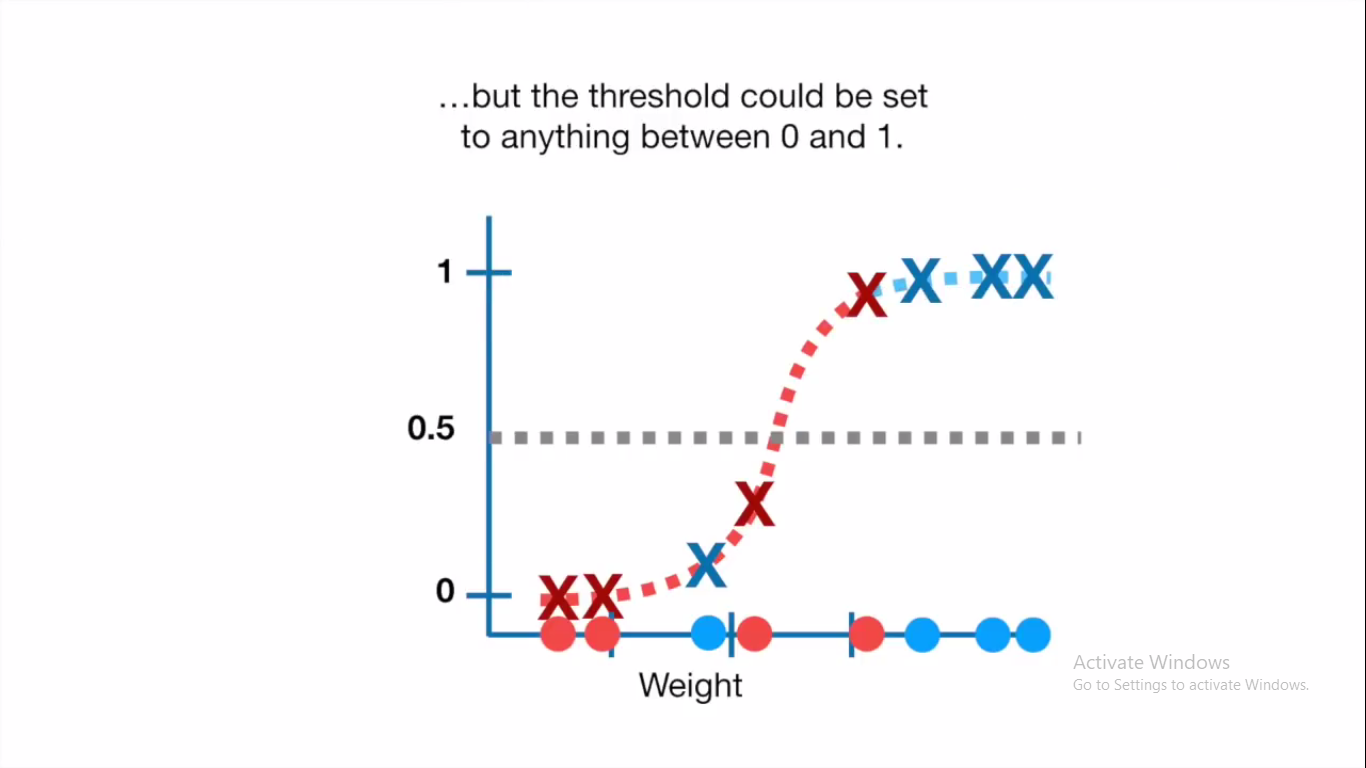 …but the threshold could be set
to anything between 0 and 1.
1
X
X
X
X
0.5
X
X
0
X
X
Weight
Activate Windows
Go to Settings to activate Windows.